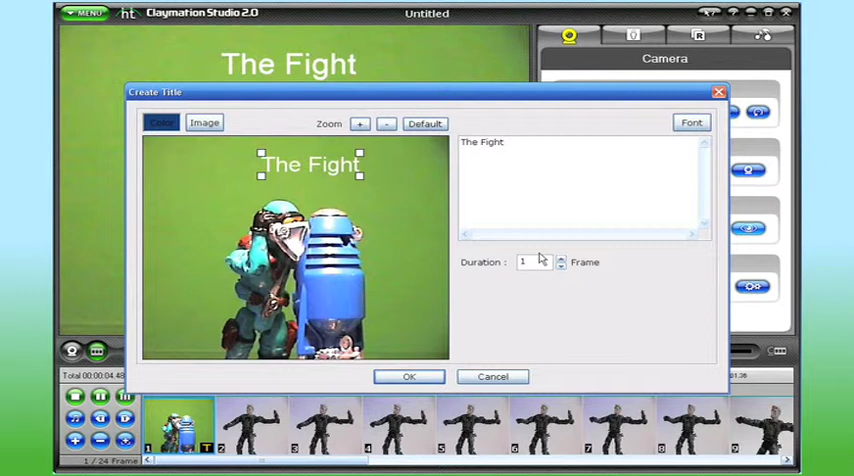 MENU ht Claymation Studio 2.0 Untitled
The Fight
Camera
Create Title
Color Image Zoom + - Default Font
The Fight
The Fight
Duration : 1 Frame
OK Cancel
Total 00:00:04.48
1 2 3 4 5 6 7 8 9
T
1 / 24 Frame